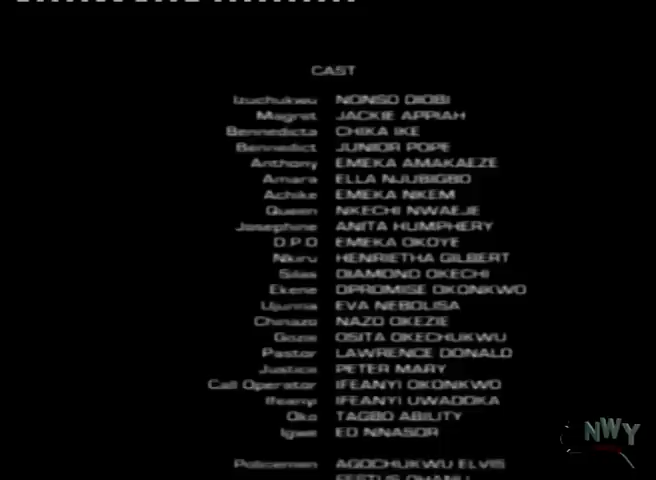 CAST
Izuchukwu NONSO DIOBI
Magret JACKIE APPIAH
Bennedicta CHIKA IKE
Bennedict JUNIOR POPE
Anthony EMEKA AMAKAEZE
Amara ELLA NJUBIGBO
Achike EMEKA NKEM
Queen NKECHI NWAEJE
Josephine ANITA HUMPHERY
D.P.O EMEKA OKOYE
Nkiru HENRIETHA GILBERT
Silas DIAMOND OKECHI
Ekene DPROMISE OKONKWO
Ujunna EVA NEBOLISA
Chinazo NAZO OKEZIE
Gozie OSITA OKECHUKWU
Pastor LAWRENCE DONALD
Justice PETER MARY
Call Operator IFEANYI OKONKWO
Ifeanyi IFEANYI UWADOKA
Oko TAGBO ABILITY
Igwe ED NNASOR
Policemen AGOCHUKWU ELVIS
NWY